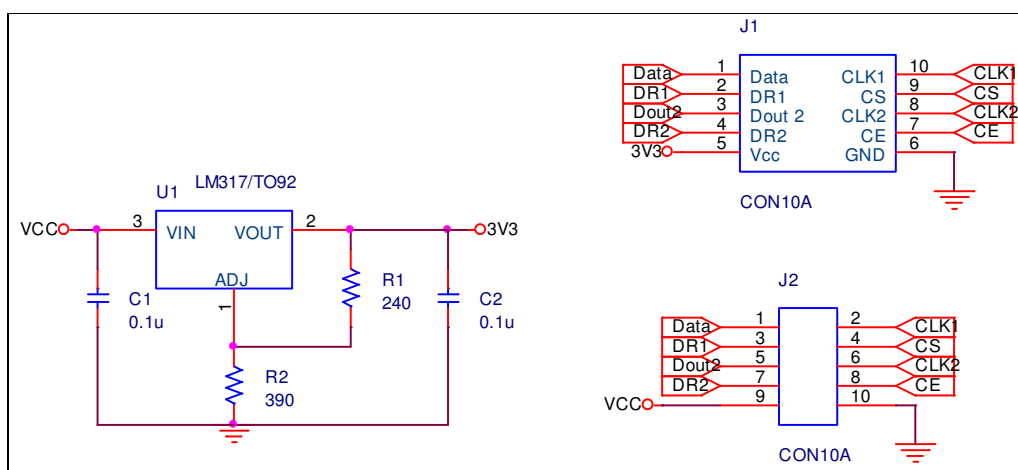 J1
Data 1 Data CLK1 10 CLK1
DR1 2 DR1 CS 9 CS
Dout2 3 Dout 2 CLK2 8 CLK2
DR2 4 DR2 CE 7 CE
3V3 5 Vcc GND 6
CON10A
U1 LM317/TO92
VCC 3 VIN VOUT 2 3V3
ADJ
1
C1
0.1u
R1
240
C2
0.1u
R2
390
J2
Data 1 2 CLK1
DR1 3 4 CS
Dout2 5 6 CLK2
DR2 7 8 CE
VCC 9 10
CON10A